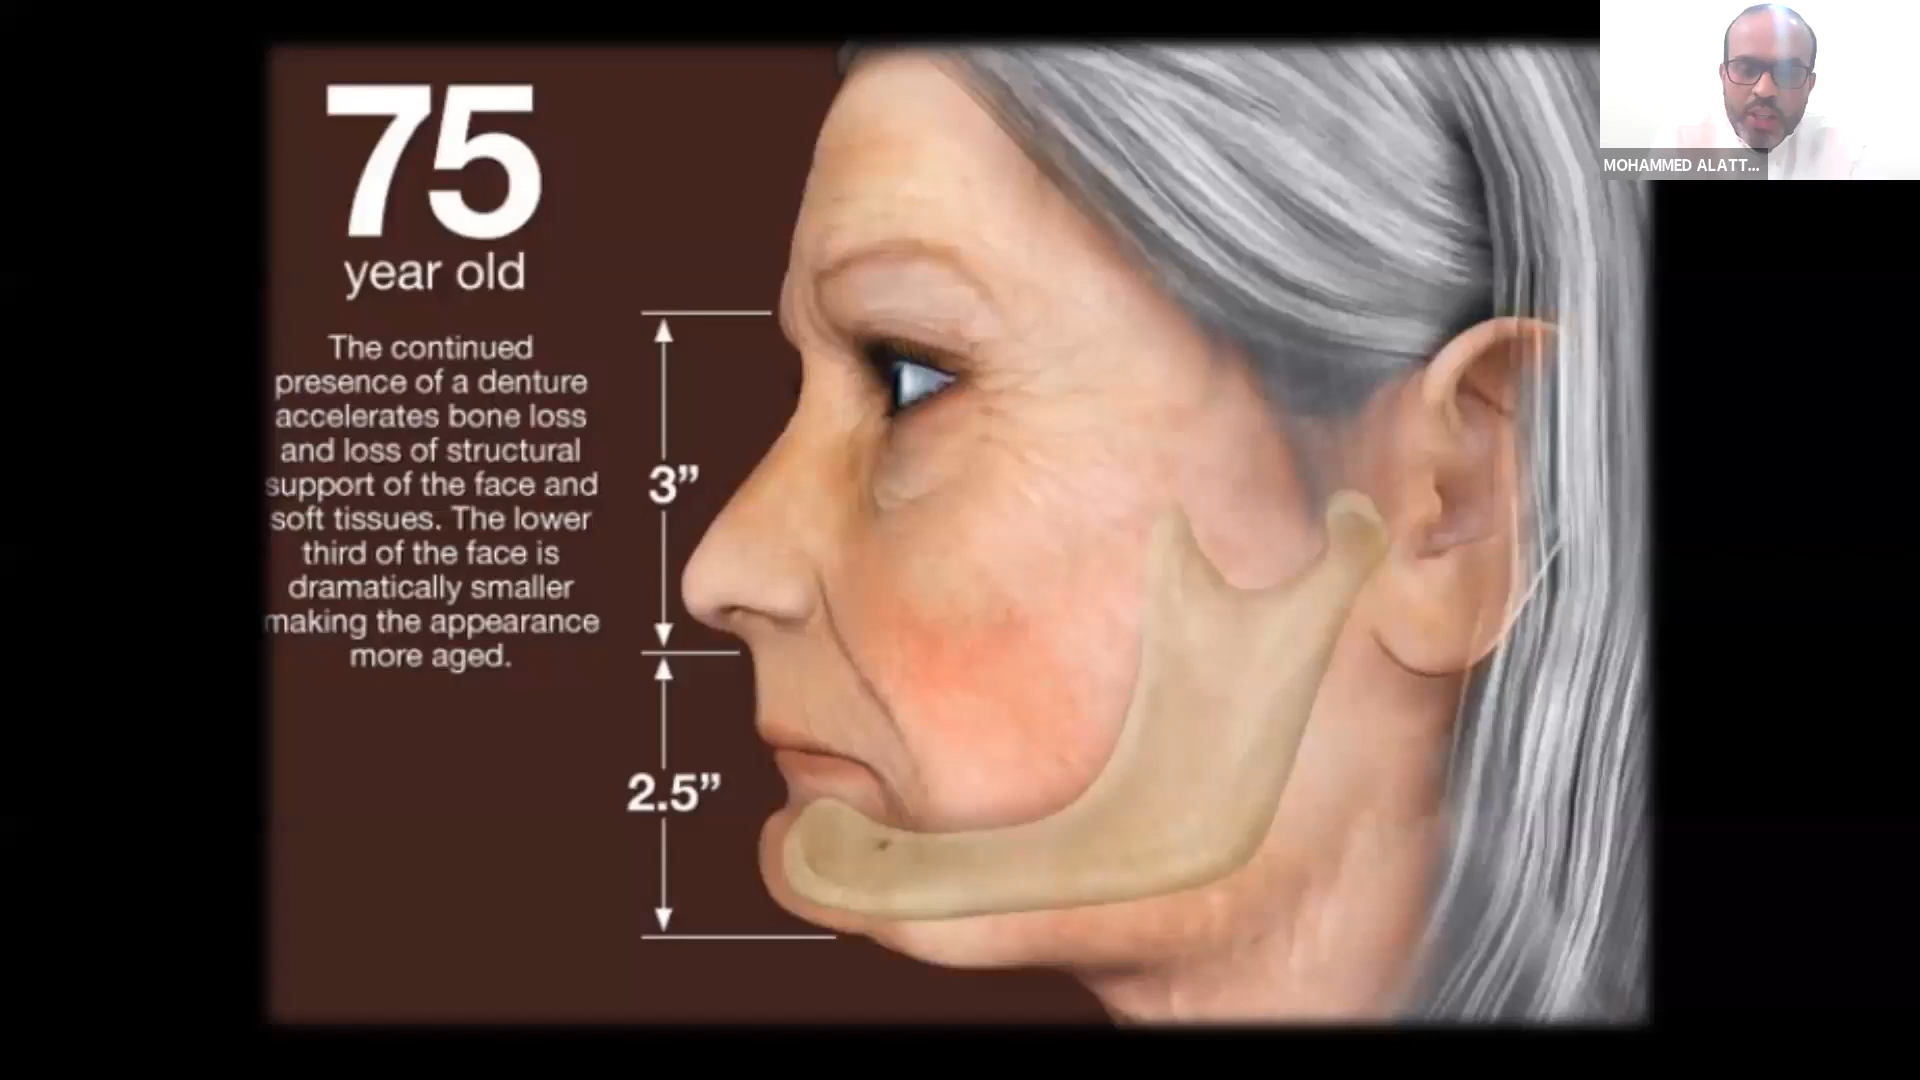 75
year old
The continued
presence of a denture
accelerates bone loss
and loss of structural
support of the face and
soft tissues. The lower
third of the face is
dramatically smaller
making the appearance
more aged.
3”
2.5”
MOHAMMED ALATT...